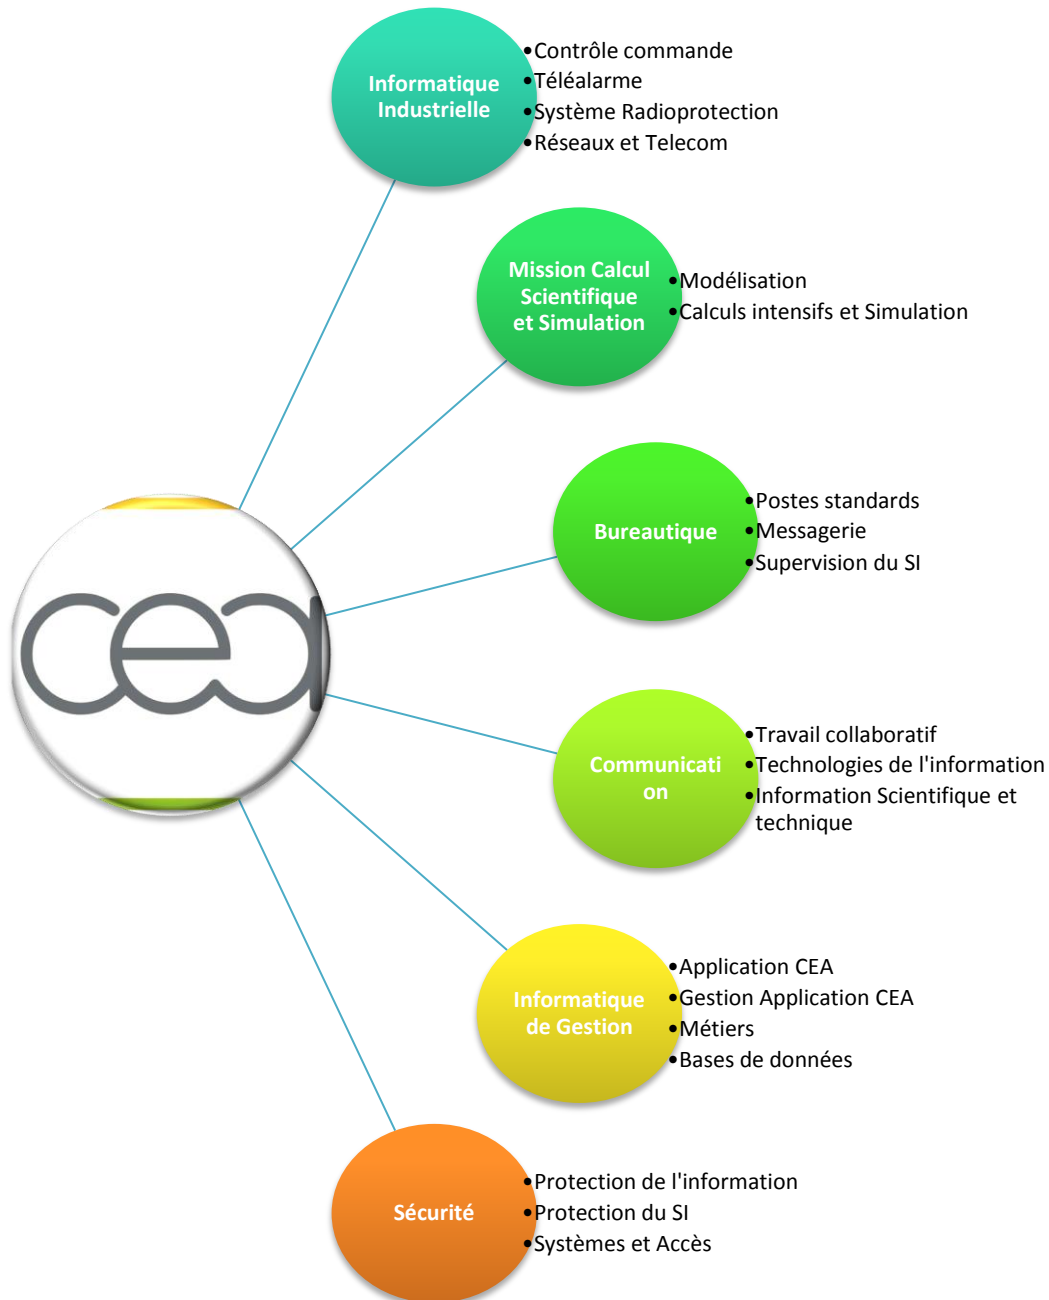 Informatique
Industrielle
•Contrôle commande
•Téléalarme
•Système Radioprotection
•Réseaux et Telecom
Mission Calcul
Scientifique
et Simulation
•Modélisation
•Calculs intensifs et Simulation
Bureautique
•Postes standards
•Messagerie
•Supervision du SI
cea
Communicati
on
•Travail collaboratif
•Technologies de l'information
•Information Scientifique et
technique
Informatique
de Gestion
•Application CEA
•Gestion Application CEA
•Métiers
•Bases de données
Sécurité
•Protection de l'information
•Protection du SI
•Systèmes et Accès